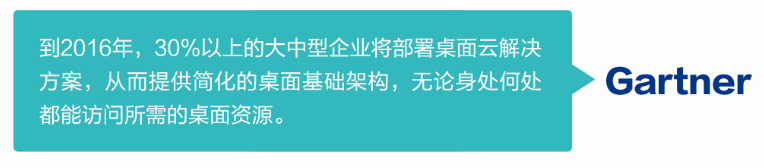 到2016年，30%以上的大中型企业将部署桌面云解决
方案，从而提供简化的桌面基础架构，无论身处何处
都能访问所需的桌面资源。
Gartner